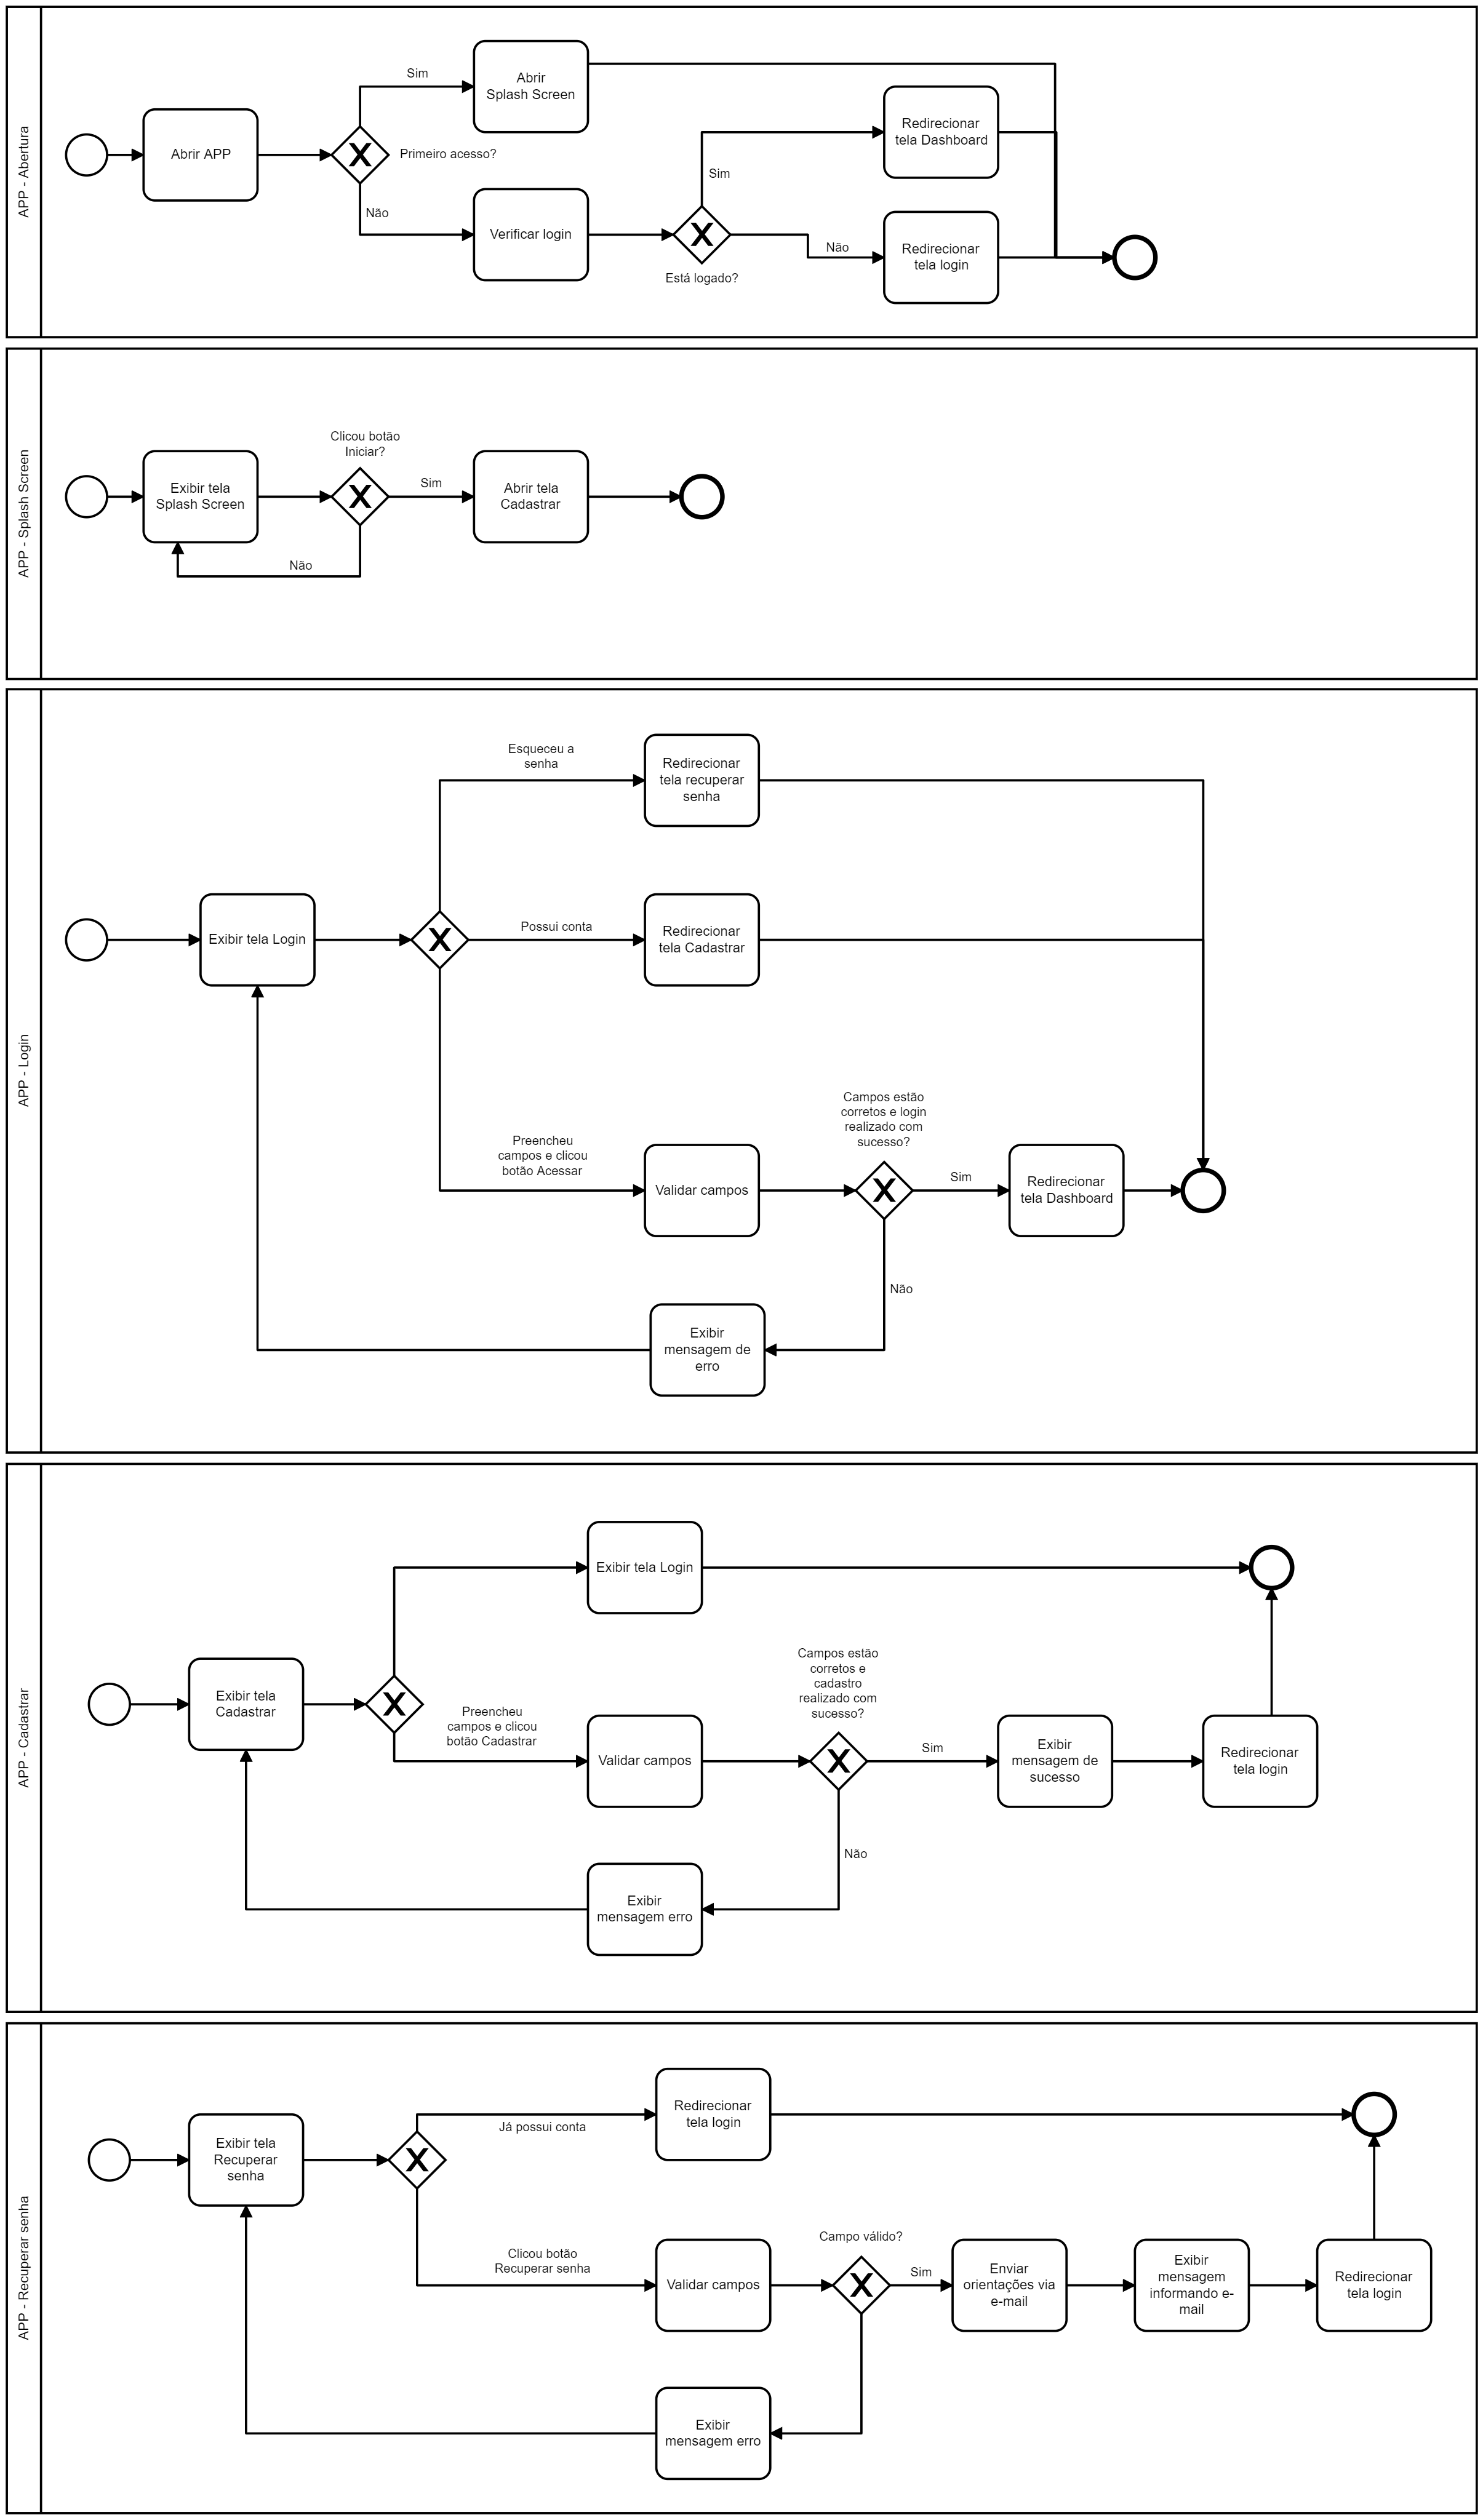 APP - Abertura
Abrir APP
Primeiro acesso?
Sim
Abrir
Splash Screen
Não
Verificar login
Está logado?
Sim
Redirecionar
tela Dashboard
Não
Redirecionar
tela login
APP - Splash Screen
Exibir tela
Splash Screen
Clicou botão
Iniciar?
Sim
Não
Abrir tela
Cadastrar
APP - Login
Exibir tela Login
Esqueceu a
senha
Redirecionar
tela recuperar
senha
Possui conta
Redirecionar
tela Cadastrar
Preencheu
campos e clicou
botão Acessar
Validar campos
Campos estão
corretos e login
realizado com
sucesso?
Sim
Redirecionar
tela Dashboard
Não
Exibir
mensagem de
erro
APP - Cadastrar
Exibir tela
Cadastrar
Exibir tela Login
Preencheu
campos e clicou
botão Cadastrar
Validar campos
Campos estão
corretos e
cadastro
realizado com
sucesso?
Sim
Exibir
mensagem de
sucesso
Redirecionar
tela login
Não
Exibir
mensagem erro
APP - Recuperar senha
Exibir tela
Recuperar
senha
Já possui conta
Redirecionar
tela login
Clicou botão
Recuperar senha
Validar campos
Campo válido?
Sim
Enviar
orientações via
e-mail
Exibir
mensagem
informando e-
mail
Redirecionar
tela login
Exibir
mensagem erro